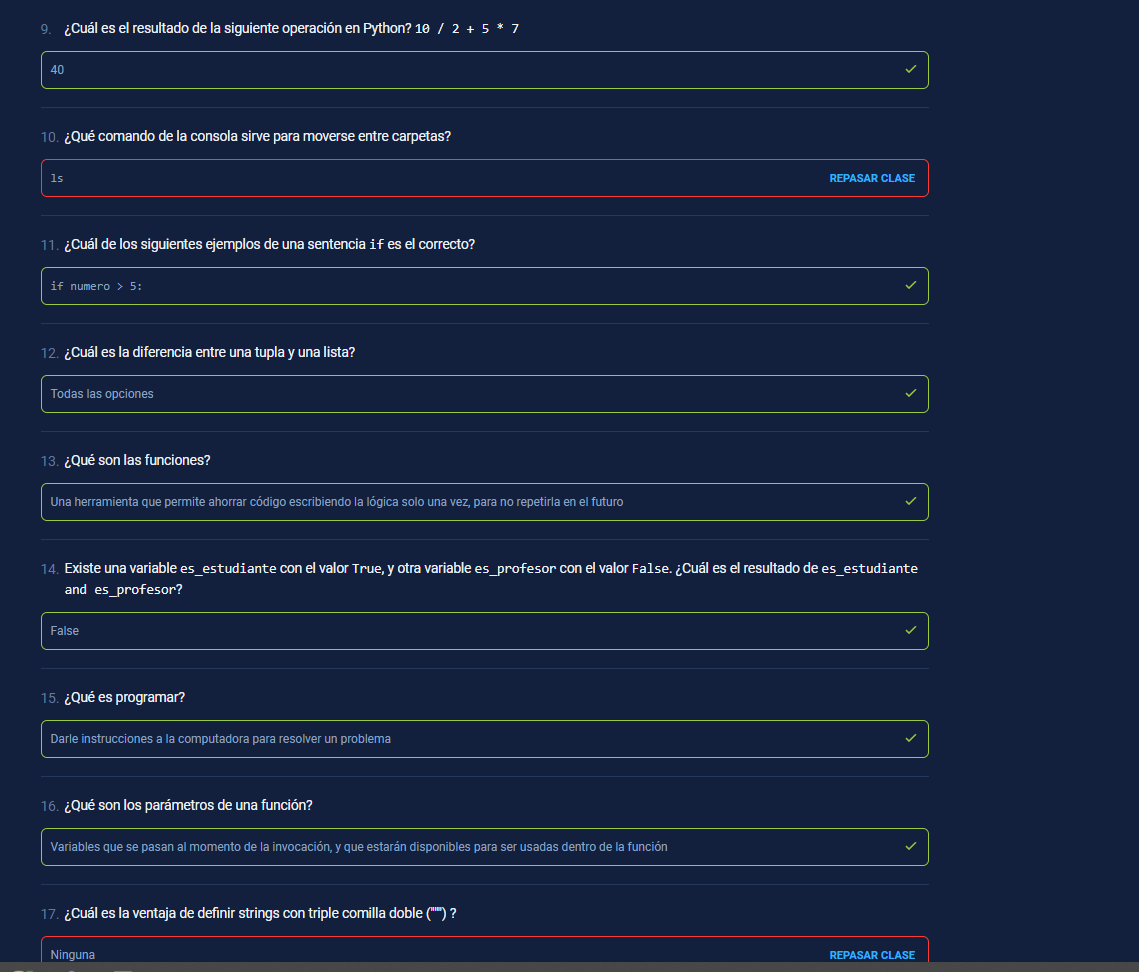 9. ¿Cuál es el resultado de la siguiente operación en Python? 10 / 2 + 5 * 7
40
10. ¿Qué comando de la consola sirve para moverse entre carpetas?
ls REPASAR CLASE
11. ¿Cuál de los siguientes ejemplos de una sentencia if es el correcto?
if numero > 5:
12. ¿Cuál es la diferencia entre una tupla y una lista?
Todas las opciones
13. ¿Qué son las funciones?
Una herramienta que permite ahorrar código escribiendo la lógica solo una vez, para no repetirla en el futuro
14. Existe una variable es_estudiante con el valor True, y otra variable es_profesor con el valor False. ¿Cuál es el resultado de es_estudiante
and es_profesor?
False
15. ¿Qué es programar?
Darle instrucciones a la computadora para resolver un problema
16. ¿Qué son los parámetros de una función?
Variables que se pasan al momento de la invocación, y que estarán disponibles para ser usadas dentro de la función
17. ¿Cuál es la ventaja de definir strings con triple comilla doble (""") ?
Ninguna REPASAR CLASE